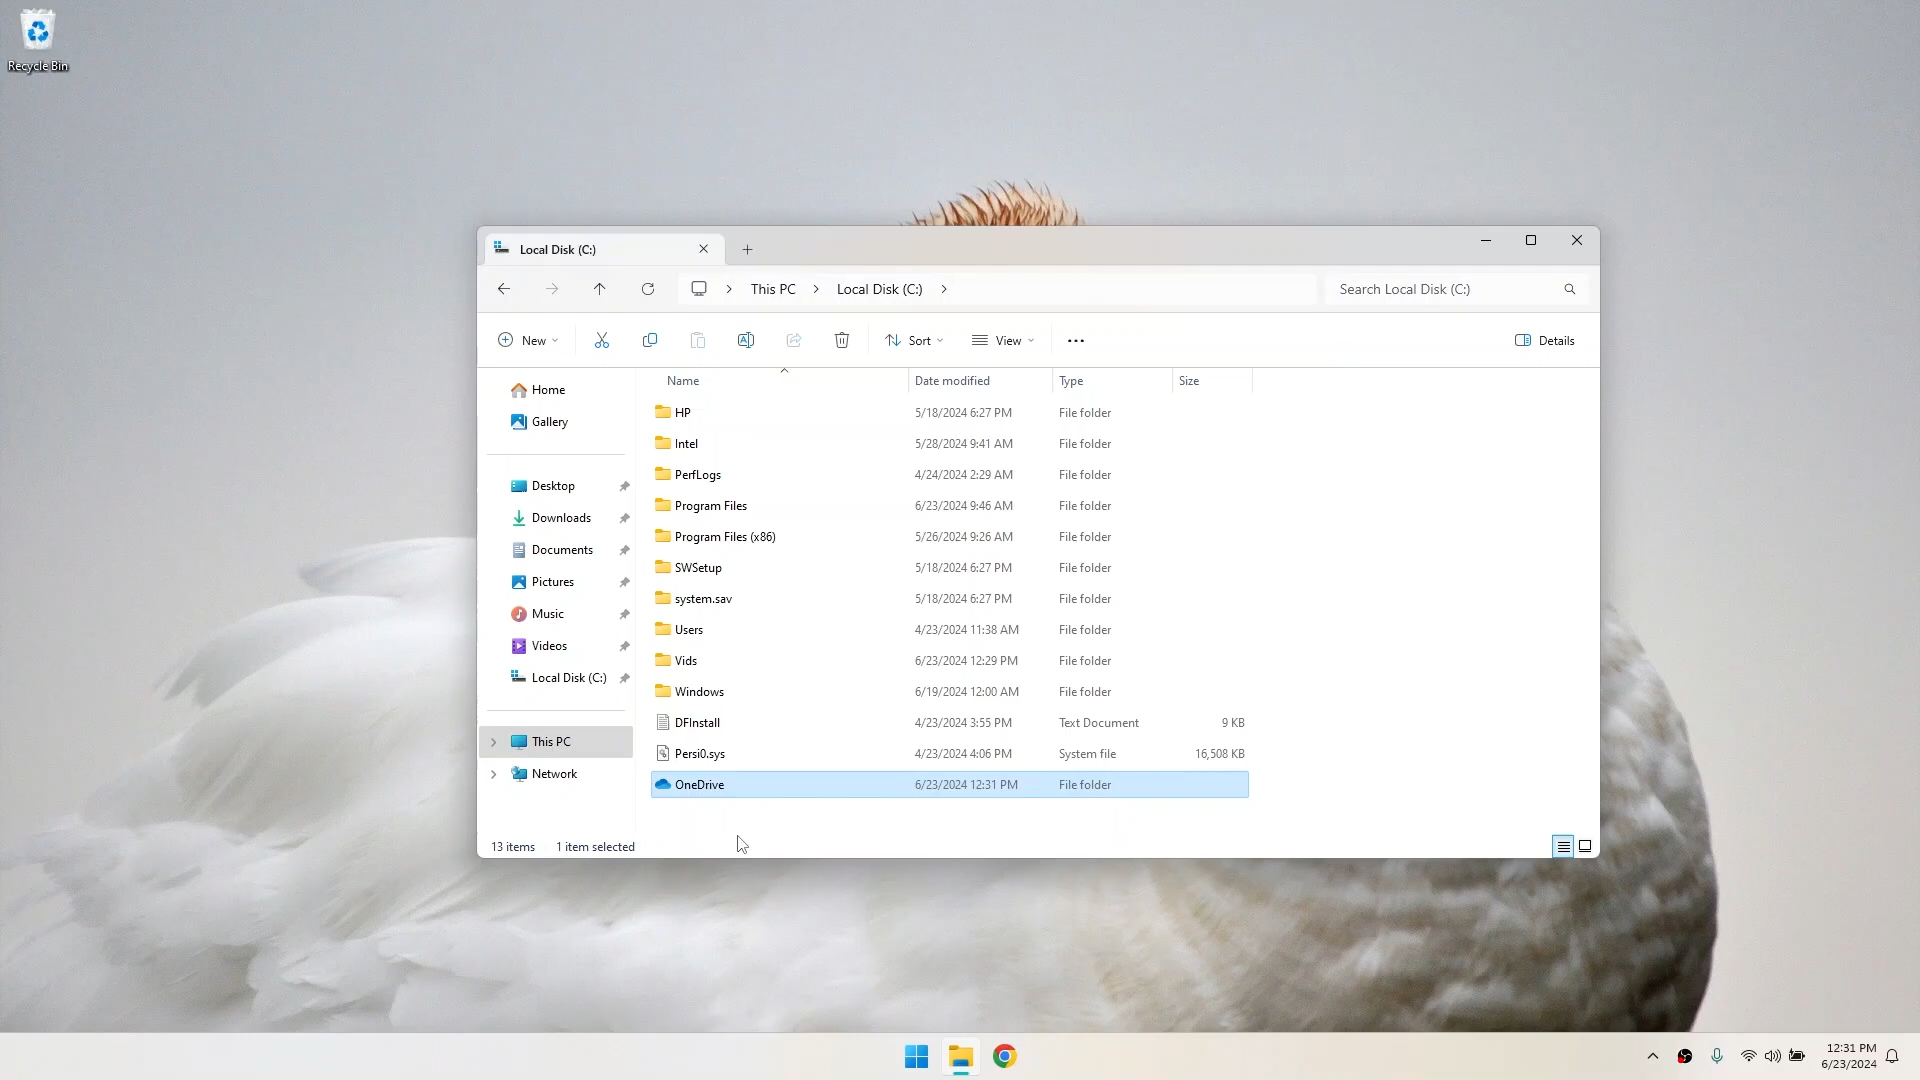 Recycle Bin
Local Disk (C:)
This PC
Local Disk (C:)
Search Local Disk (C:)
New
Sort
View
Details
Home
Gallery
Desktop
Downloads
Documents
Pictures
Music
Videos
Local Disk (C:)
This PC
Network
Name Date modified Type Size
HP 5/18/2024 6:27 PM File folder
Intel 5/28/2024 9:41 AM File folder
PerfLogs 4/24/2024 2:29 AM File folder
Program Files 6/23/2024 9:46 AM File folder
Program Files (x86) 5/26/2024 9:26 AM File folder
SWSetup 5/18/2024 6:27 PM File folder
system.sav 5/18/2024 6:27 PM File folder
Users 4/23/2024 11:38 AM File folder
Vids 6/23/2024 12:29 PM File folder
Windows 6/19/2024 12:00 AM File folder
DFInstall 4/23/2024 3:55 PM Text Document 9 KB
Persi0.sys 4/23/2024 4:06 PM System file 16,508 KB
OneDrive 6/23/2024 12:31 PM File folder
13 items 1 item selected
12:31 PM
6/23/2024